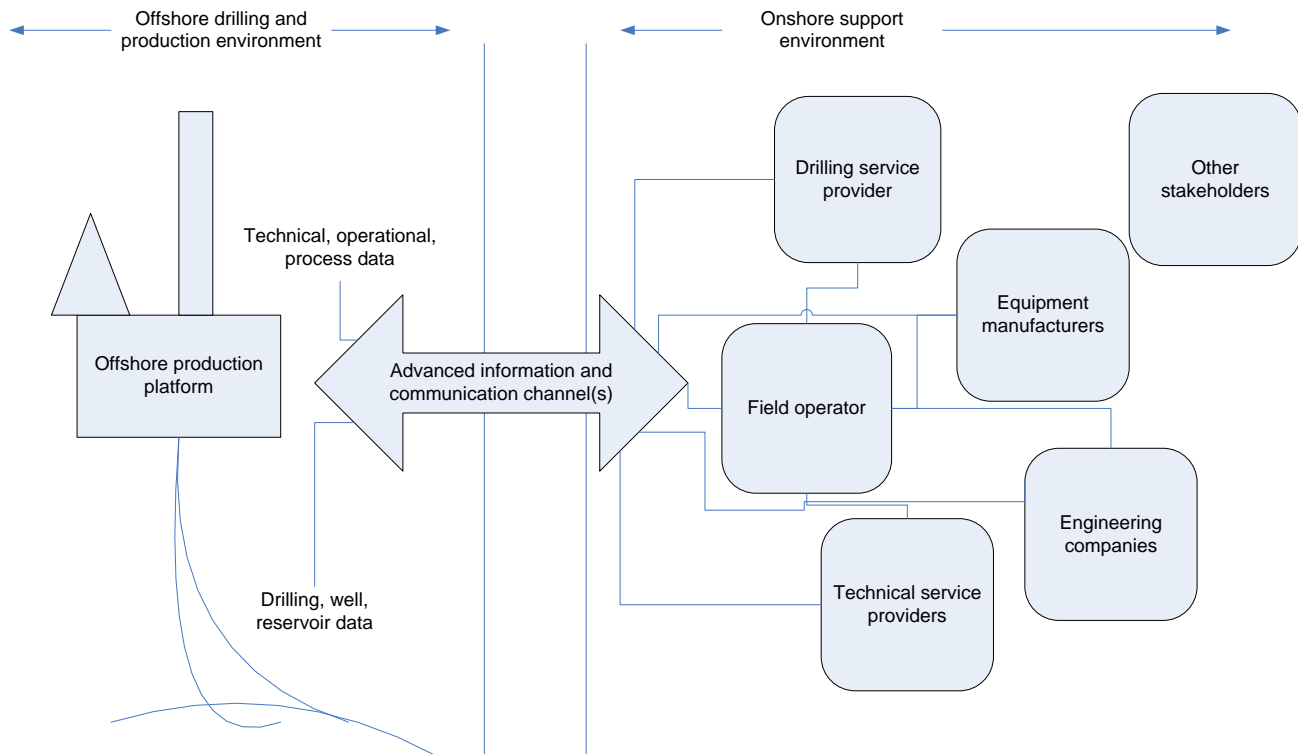 Offshore drilling and
production environment
Onshore support
environment
Drilling service
provider
Other
stakeholders
Technical, operational,
process data
Equipment
manufacturers
Offshore production
platform
Advanced information and
communication channel(s)
Field operator
Engineering
companies
Drilling, well,
reservoir data
Technical service
providers